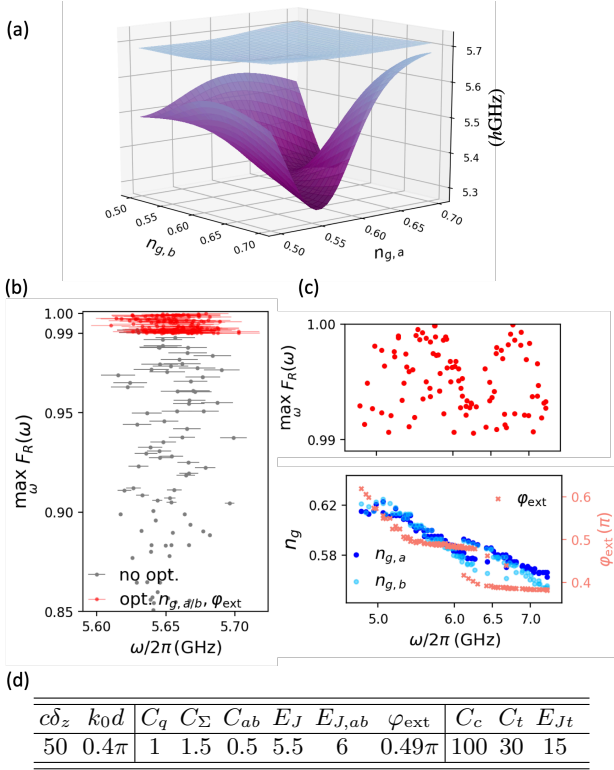 (a)
5.7
5.6
5.5
5.4
5.3
(hGHz)
0.50
0.55
0.60
0.65
0.70
n_{g,b}
0.50
0.55
0.60
0.65
0.70
n_{g,a}
(b)
1.00
0.99
0.95
0.90
0.85
max_ω F_R(ω)
no opt.
opt. n_{g,a/b}, φ_ext
5.60
5.65
5.70
ω/2π (GHz)
(c)
1.00
0.99
max_ω F_R(ω)
0.62
0.58
n_g
φ_ext
n_{g,a}
n_{g,b}
0.6
0.5
0.4
φ_ext (π)
5.0
6.0
7.0
ω/2π (GHz)
(d)
cδ_z k_0d C_q C_Σ C_ab E_J E_{J,ab} φ_ext C_c C_t E_{Jt}
50 0.4π 1 1.5 0.5 5.5 6 0.49π 100 30 15